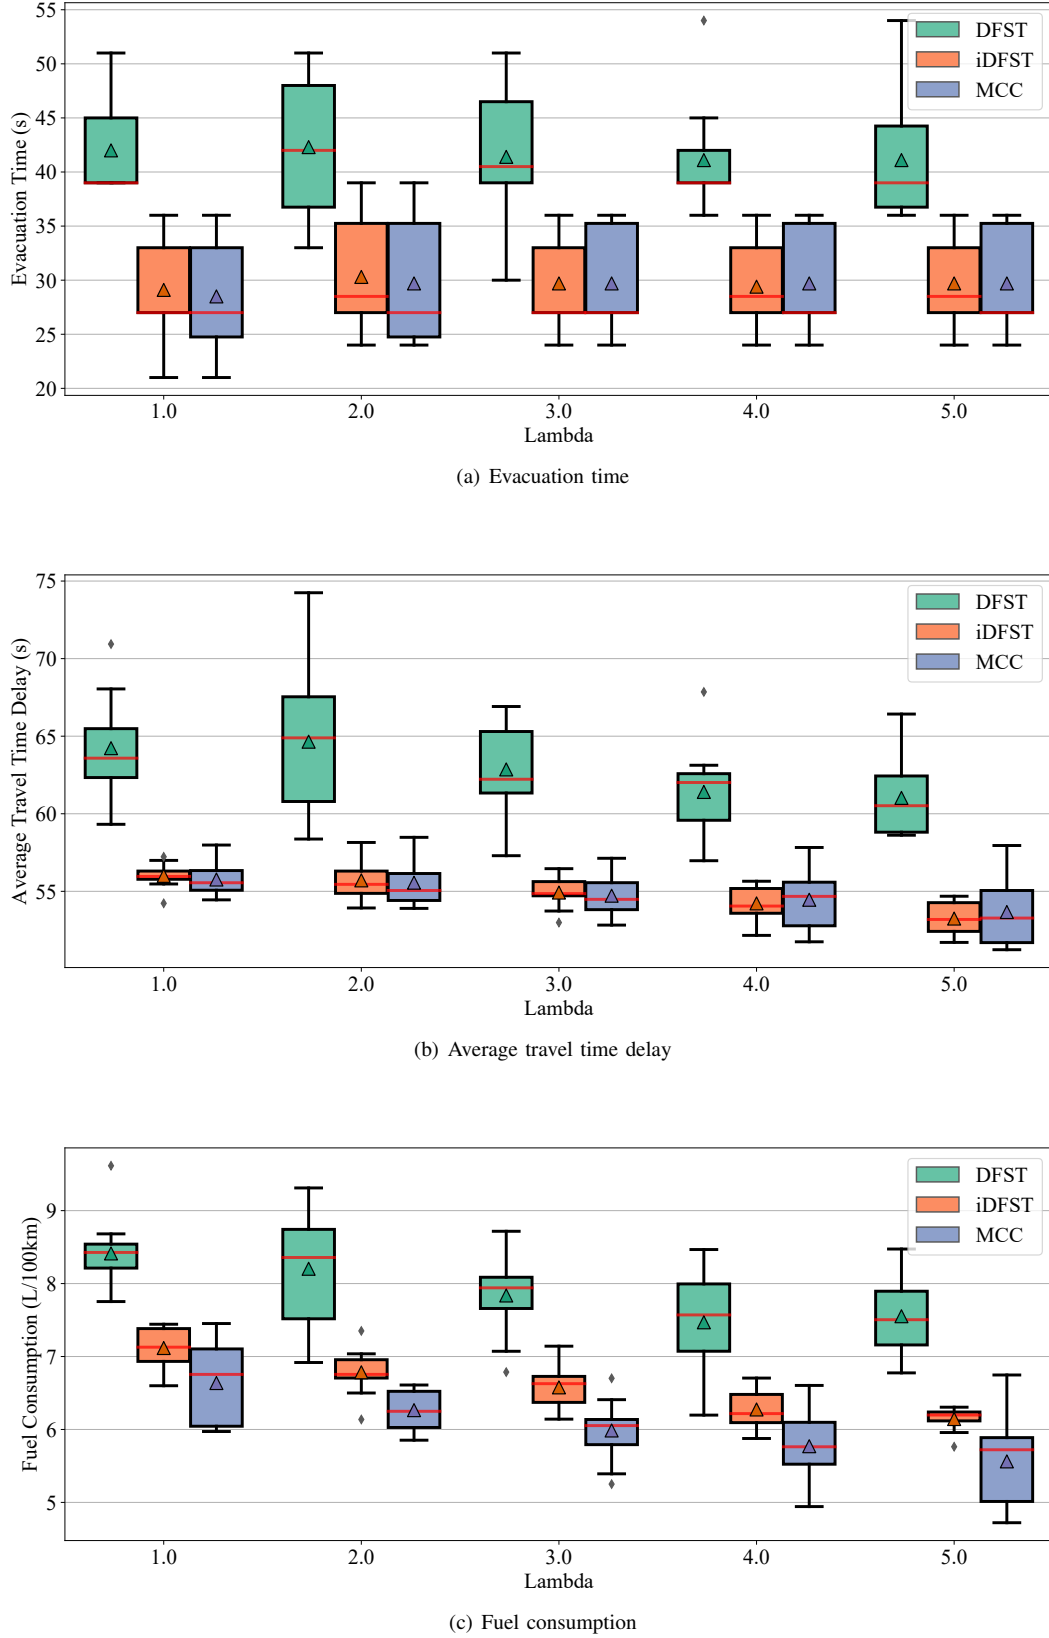 55
50
45
40
35
30
25
20
Evacuation Time (s)
DFST
iDFST
MCC
1.0 2.0 3.0 4.0 5.0
Lambda
(a) Evacuation time
75
70
65
60
55
Average Travel Time Delay (s)
DFST
iDFST
MCC
1.0 2.0 3.0 4.0 5.0
Lambda
(b) Average travel time delay
9
8
7
6
5
Fuel Consumption (L/100km)
DFST
iDFST
MCC
1.0 2.0 3.0 4.0 5.0
Lambda
(c) Fuel consumption